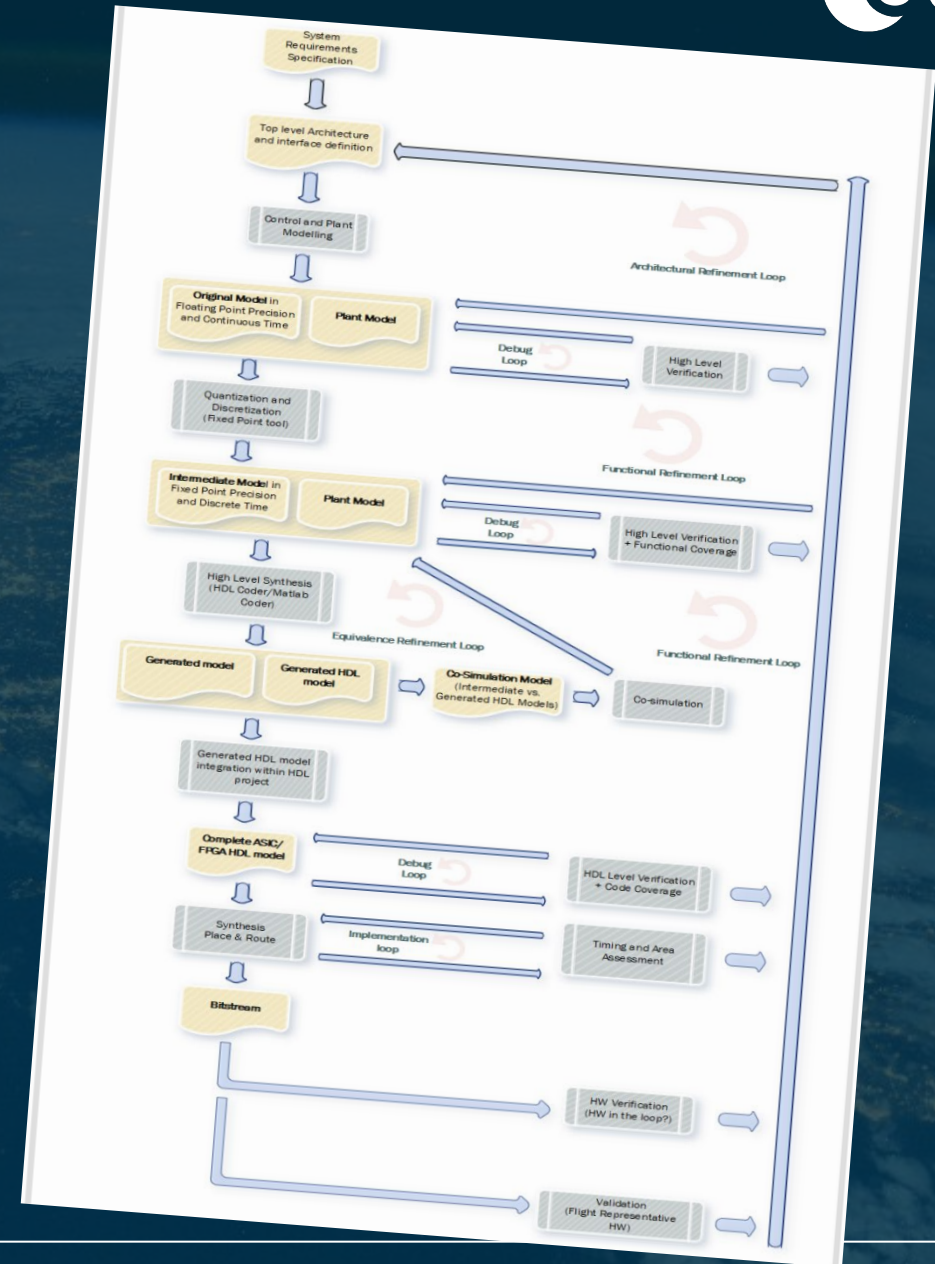 System
Requirements
Specification
Top level Architecture
and interface definition
Control and Plant
Modelling
Architectural Refinement Loop
Original Model in
Floating Point Precision
and Continuous Time
Plant Model
Debug
Loop
High Level
Verification
Quantization and
Discretization
(Fixed Point tool)
Functional Refinement Loop
Intermediate Model in
Fixed Point Precision
and Discrete Time
Plant Model
Debug
Loop
High Level Verification
+ Functional Coverage
High Level Synthesis
(HDL Coder/Matlab
Coder)
Equivalence Refinement Loop
Functional Refinement Loop
Generated model
Generated HDL
model
Co-Simulation Model
(Intermediate vs.
Generated HDL Models)
Co-simulation
Generated HDL model
integration within HDL
project
Complete ASIC/
FPGA HDL model
Debug
Loop
HDL Level Verification
+ Code Coverage
Synthesis
Place & Route
Implementation
loop
Timing and Area
Assessment
Bitstream
HW Verification
(HW in the loop?)
Validation
(Flight Representative
HW)